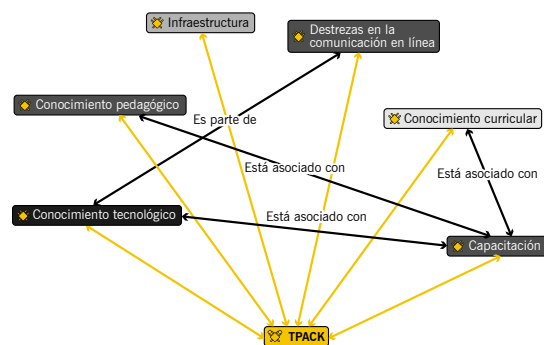 Infraestructura
Destrezas en la
comunicación en línea
Conocimiento pedagógico
Es parte de
Conocimiento curricular
Está asociado con
Está asociado con
Conocimiento tecnológico
Está asociado con
Capacitación
TPACK